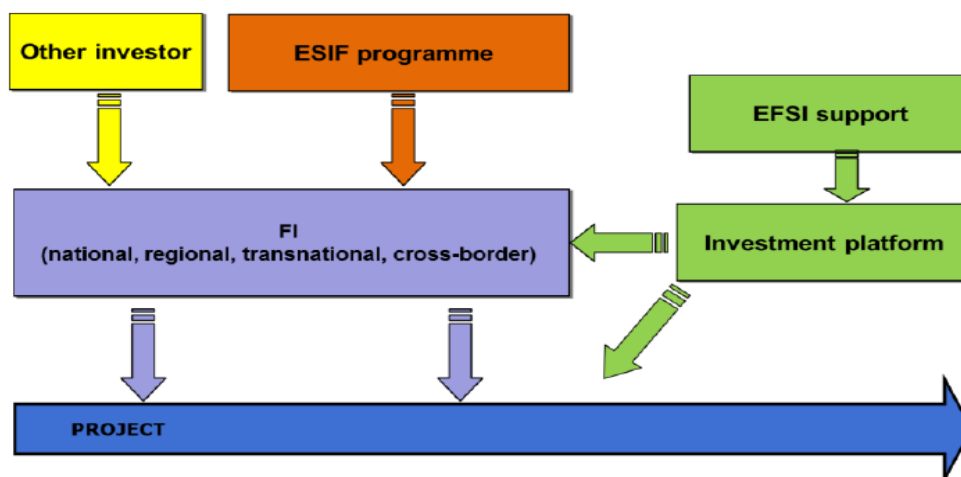 Other investor
ESIF programme
EFSI support
FI
(national, regional, transnational, cross-border)
Investment platform
PROJECT